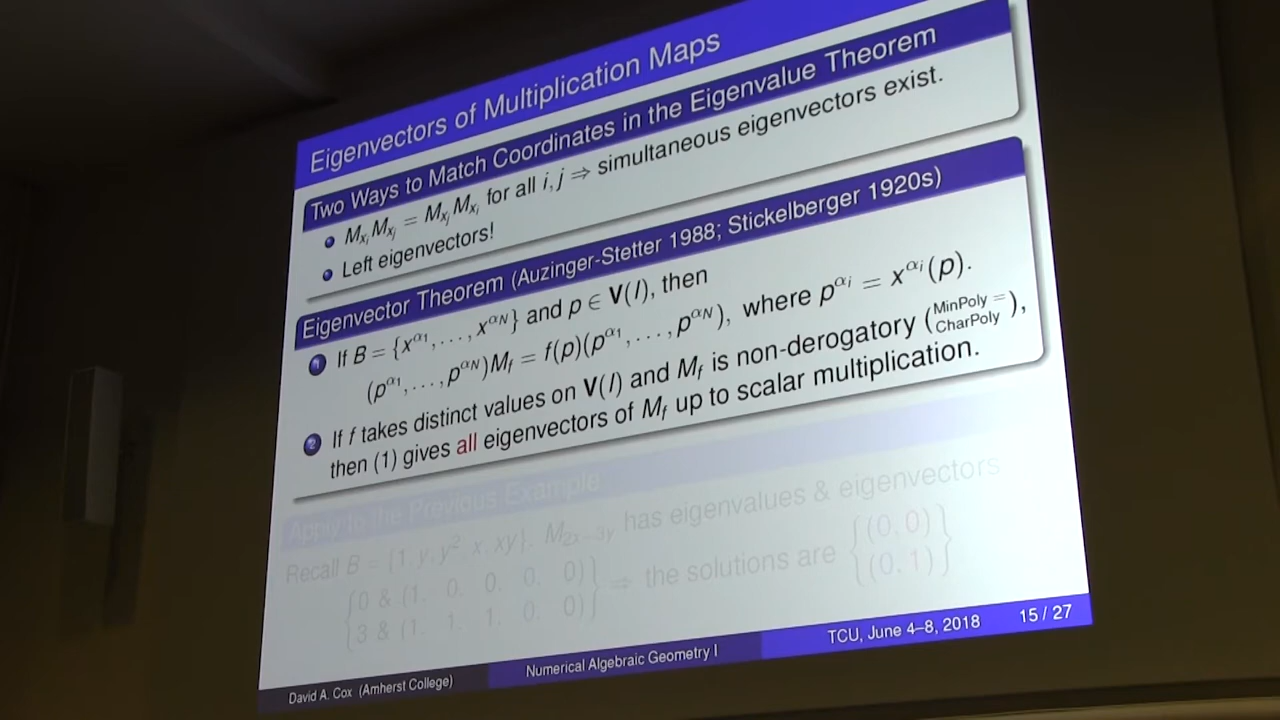 Eigenvectors of Multiplication Maps
Two Ways to Match Coordinates in the Eigenvalue Theorem
M_{x_i}M_{x_j} = M_{x_j}M_{x_i} for all i, j ⇒ simultaneous eigenvectors exist.
Left eigenvectors!
Eigenvector Theorem (Auzinger-Stetter 1988; Stickelberger 1920s)
1 If B = {x^{α_1}, . . . , x^{α_N}} and p ∈ V(I), then
(p^{α_1}, . . . , p^{α_N})M_f = f(p)(p^{α_1}, . . . , p^{α_N}), where p^{α_i} = x^{α_i}(p).
2 If f takes distinct values on V(I) and M_f is non-derogatory (MinPoly = CharPoly),
then (1) gives all eigenvectors of M_f up to scalar multiplication.
Apply to the Previous Example
Recall B = {1, y, y², x, xy}. M_{2x−3y} has eigenvalues & eigenvectors
{0 & (1. 0. 0. 0. 0)} ⇒ the solutions are {(0, 0)}
{3 & (1. 1. 1. 0. 0)} {(0, 1)}
David A. Cox (Amherst College)
Numerical Algebraic Geometry I
TCU, June 4–8, 2018
15 / 27